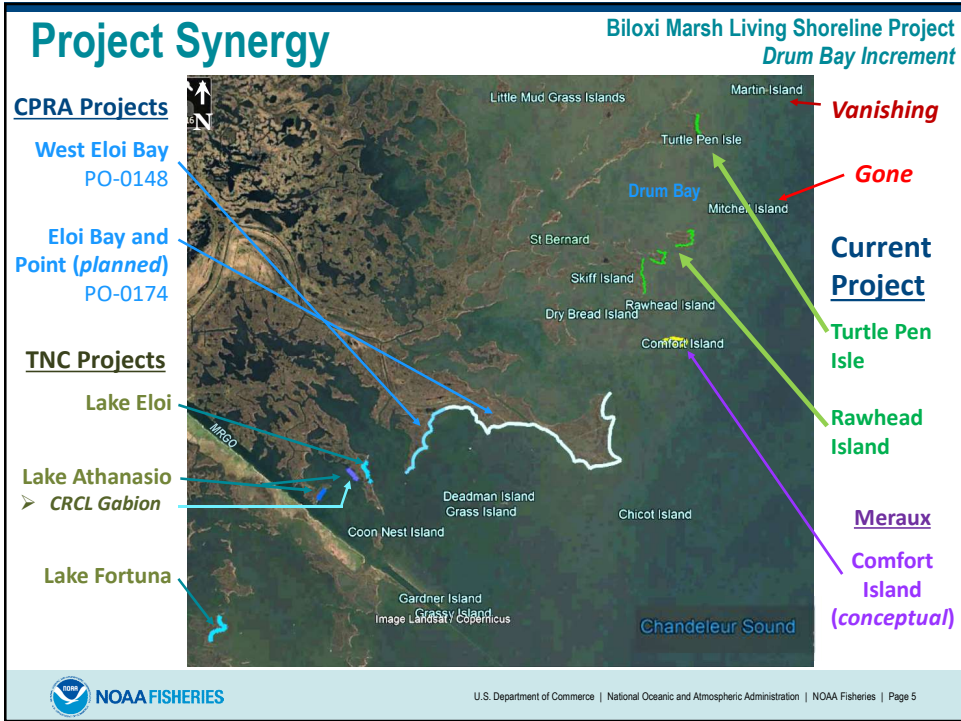 Project Synergy
Biloxi Marsh Living Shoreline Project
Drum Bay Increment
CPRA Projects
West Eloi Bay
PO-0148
Eloi Bay and
Point (planned)
PO-0174
TNC Projects
Lake Eloi
Lake Athanasio
➢ CRCL Gabion
Lake Fortuna
N
Little Mud Grass Islands
Martin Island
Turtle Pen Isle
Drum Bay
Mitchell Island
St Bernard
Skiff Island
Rawhead Island
Dry Bread Island
Comfort Island
MRGO
Deadman Island
Grass Island
Chicot Island
Coon Nest Island
Gardner Island
Grassy Island
Image Landsat / Copernicus
Chandeleur Sound
Vanishing
Gone
Current
Project
Turtle Pen
Isle
Rawhead
Island
Meraux
Comfort
Island
(conceptual)
NOAA
NOAA FISHERIES
U.S. Department of Commerce | National Oceanic and Atmospheric Administration | NOAA Fisheries | Page 5